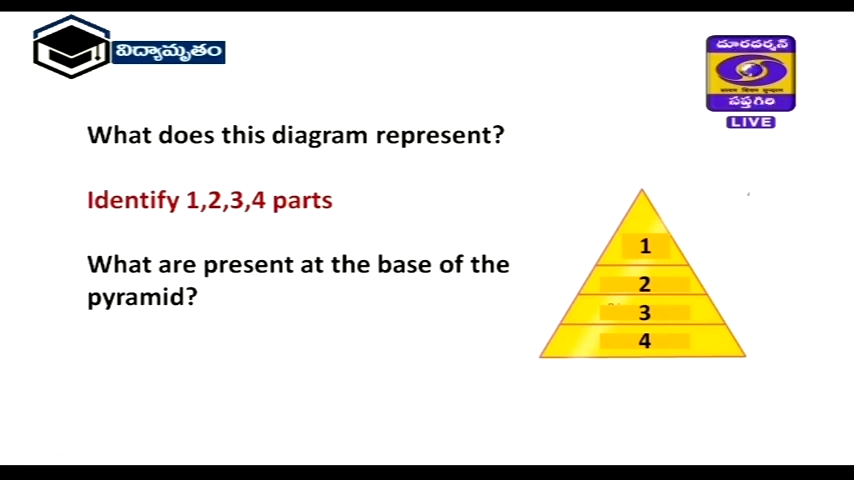 విద్యామృతం
దూరదర్శన్
సప్తగిరి
LIVE
What does this diagram represent?
Identify 1,2,3,4 parts
What are present at the base of the
pyramid?
1
2
3
4